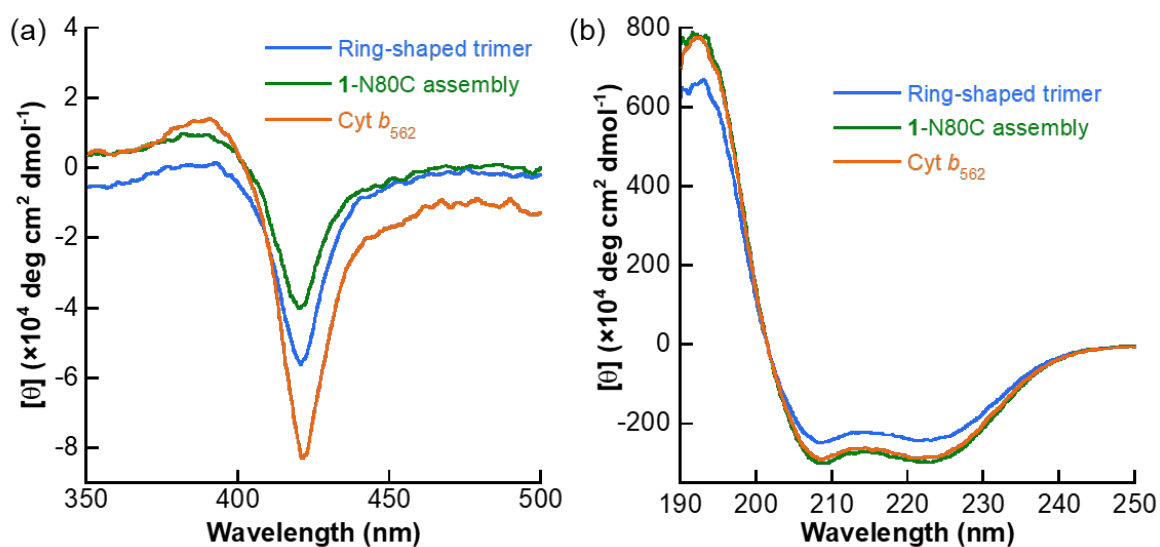 (a)
4
2
0
-2
-4
-6
-8
[θ] (×10⁴ deg cm² dmol⁻¹)
Ring-shaped trimer
1-N80C assembly
Cyt b₅₆₂
350 400 450 500
Wavelength (nm)
(b)
800
600
400
200
0
-200
[θ] (×10⁴ deg cm² dmol⁻¹)
Ring-shaped trimer
1-N80C assembly
Cyt b₅₆₂
190 200 210 220 230 240 250
Wavelength (nm)